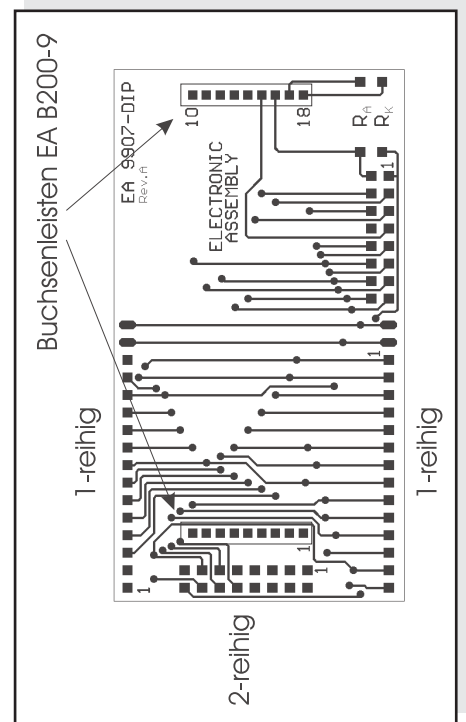 Buchsenleisten EA B200-9
EA 9907-DIP
Rev.A
10
18
ELECTRONIC
ASSEMBLY
RA
RK
1
1
1-reihig
1-reihig
1
1
1
2-reihig